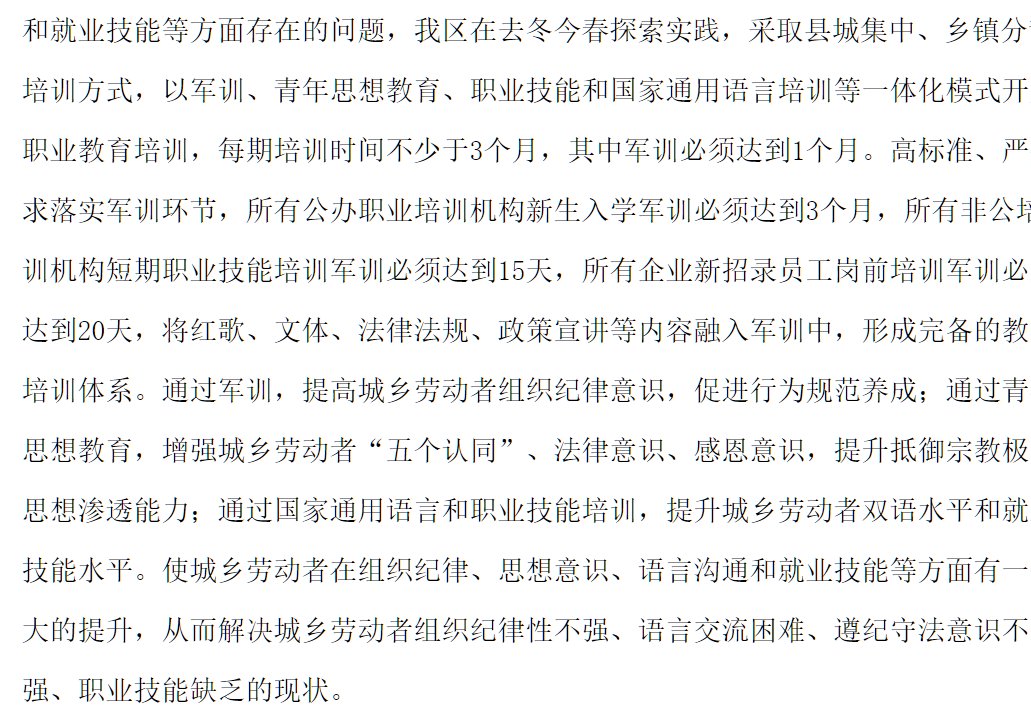 和就业技能等方面存在的问题，我区在去冬今春探索实践，采取县城集中、乡镇分
培训方式，以军训、青年思想教育、职业技能和国家通用语言培训等一体化模式开
职业教育培训，每期培训时间不少于3个月，其中军训必须达到1个月。高标准、严
求落实军训环节，所有公办职业培训机构新生入学军训必须达到3个月，所有非公培
训机构短期职业技能培训军训必须达到15天，所有企业新招录员工岗前培训军训必
达到20天，将红歌、文体、法律法规、政策宣讲等内容融入军训中，形成完备的教
培训体系。通过军训，提高城乡劳动者组织纪律意识，促进行为规范养成；通过青
思想教育，增强城乡劳动者“五个认同”、法律意识、感恩意识，提升抵御宗教极
思想渗透能力；通过国家通用语言和职业技能培训，提升城乡劳动者双语水平和就
技能水平。使城乡劳动者在组织纪律、思想意识、语言沟通和就业技能等方面有一
大的提升，从而解决城乡劳动者组织纪律性不强、语言交流困难、遵纪守法意识不
强、职业技能缺乏的现状。